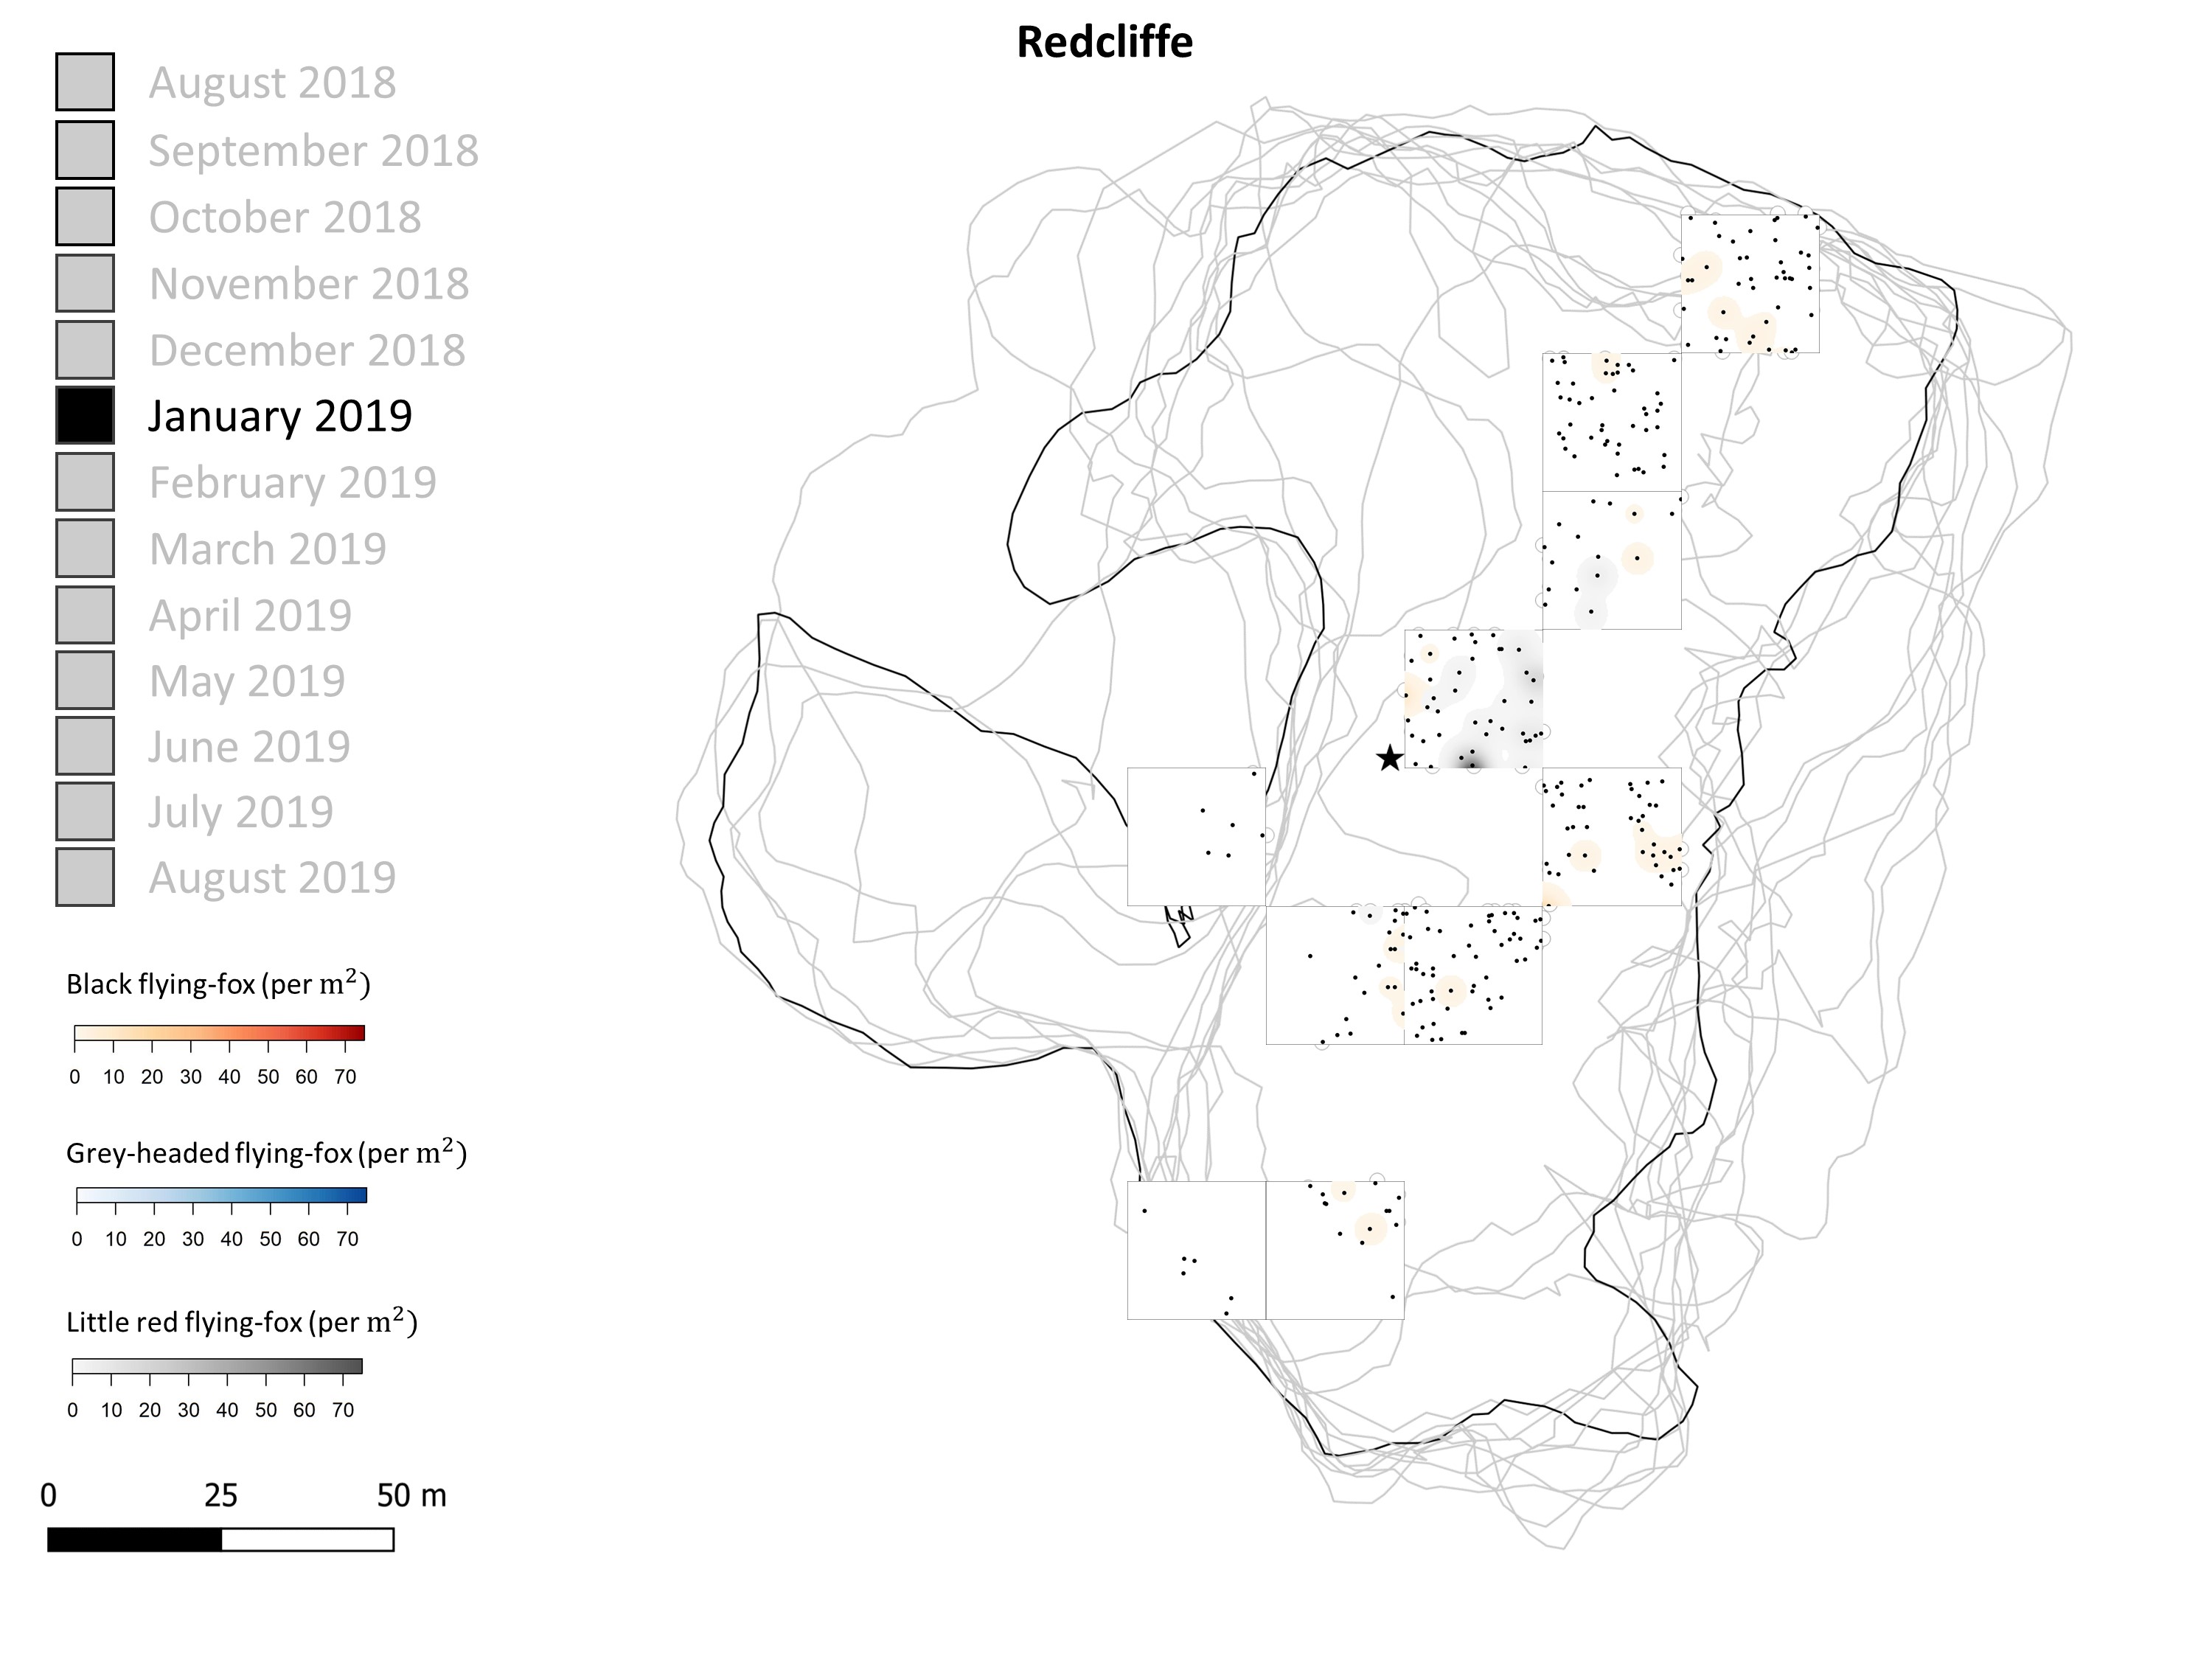 Redcliffe
August 2018
September 2018
October 2018
November 2018
December 2018
January 2019
February 2019
March 2019
April 2019
May 2019
June 2019
July 2019
August 2019
Black flying-fox (per m²)
0 10 20 30 40 50 60 70
Grey-headed flying-fox (per m²)
0 10 20 30 40 50 60 70
Little red flying-fox (per m²)
0 10 20 30 40 50 60 70
0 25 50 m